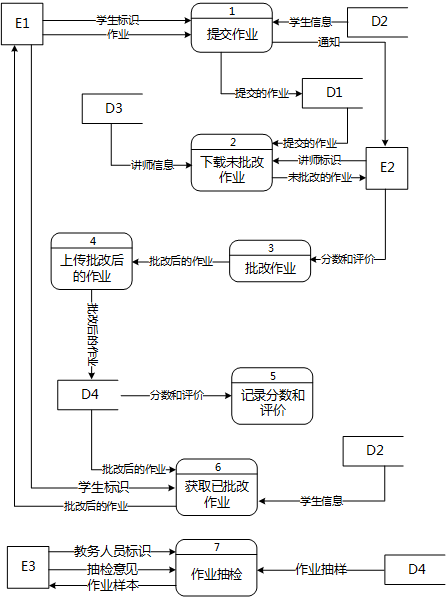 E1
学生标识
作业
1
提交作业
学生信息
D2
通知
提交的作业
D1
D3
提交的作业
讲师信息
2
下载未批改
作业
讲师标识
未批改的作业
E2
4
上传批改后
的作业
批改后的作业
3
批改作业
分数和评价
批改后的作业
D4
分数和评价
5
记录分数和
评价
D2
批改后的作业
学生标识
批改后的作业
6
获取已批改
作业
学生信息
E3
教务人员标识
抽检意见
作业样本
7
作业抽检
作业抽样
D4